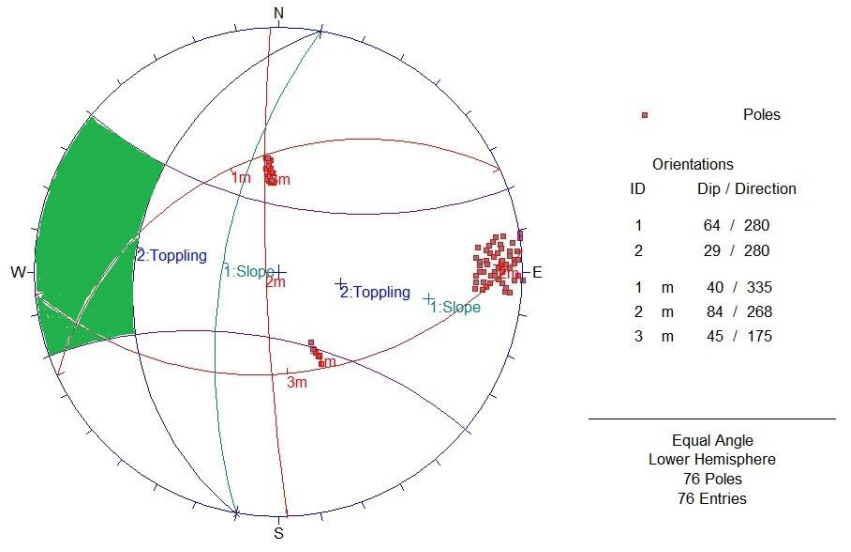 N
W
E
S
1m
3m
2:Toppling
1:Slope
2m
2:Toppling
1:Slope
2m
m
3m
Poles
Orientations
ID Dip / Direction
1 64 / 280
2 29 / 280
1 m 40 / 335
2 m 84 / 268
3 m 45 / 175
Equal Angle
Lower Hemisphere
76 Poles
76 Entries